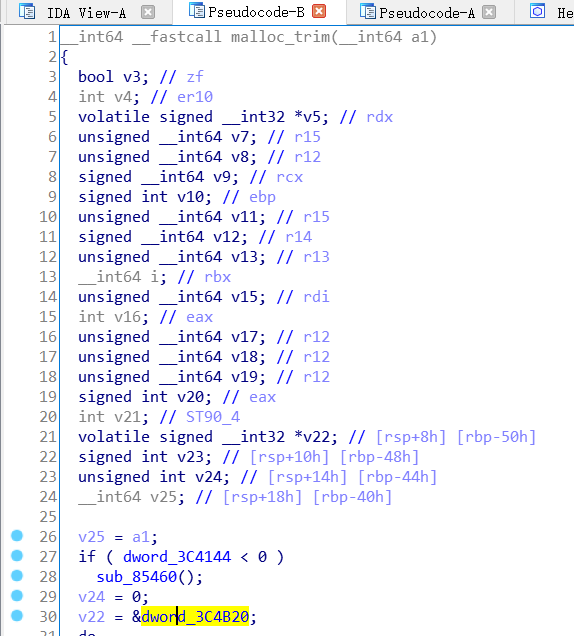 IDA View-A Pseudocode-B Pseudocode-A He
1 __int64 __fastcall malloc_trim(__int64 a1)
2 {
3 bool v3; // zf
4 int v4; // er10
5 volatile signed __int32 *v5; // rdx
6 unsigned __int64 v7; // r15
7 unsigned __int64 v8; // r12
8 signed __int64 v9; // rcx
9 signed int v10; // ebp
10 unsigned __int64 v11; // r15
11 signed __int64 v12; // r14
12 unsigned __int64 v13; // r13
13 __int64 i; // rbx
14 unsigned __int64 v15; // rdi
15 int v16; // eax
16 unsigned __int64 v17; // r12
17 unsigned __int64 v18; // r12
18 unsigned __int64 v19; // r12
19 signed int v20; // eax
20 int v21; // ST90_4
21 volatile signed __int32 *v22; // [rsp+8h] [rbp-50h]
22 signed int v23; // [rsp+10h] [rbp-48h]
23 unsigned int v24; // [rsp+14h] [rbp-44h]
24 __int64 v25; // [rsp+18h] [rbp-40h]
25
26 v25 = a1;
27 if ( dword_3C4144 < 0 )
28 sub_85460();
29 v24 = 0;
30 v22 = &dword_3C4B20;
31 do